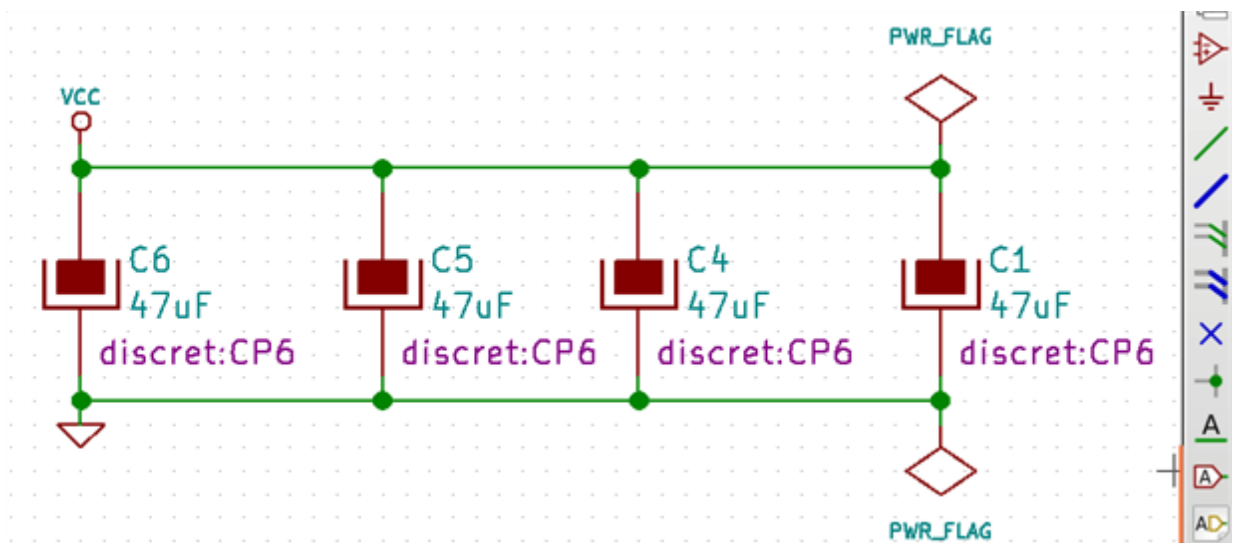 PWR_FLAG
VCC
C6
47uF
discret:CP6
C5
47uF
discret:CP6
C4
47uF
discret:CP6
C1
47uF
discret:CP6
PWR_FLAG
A
A
AD